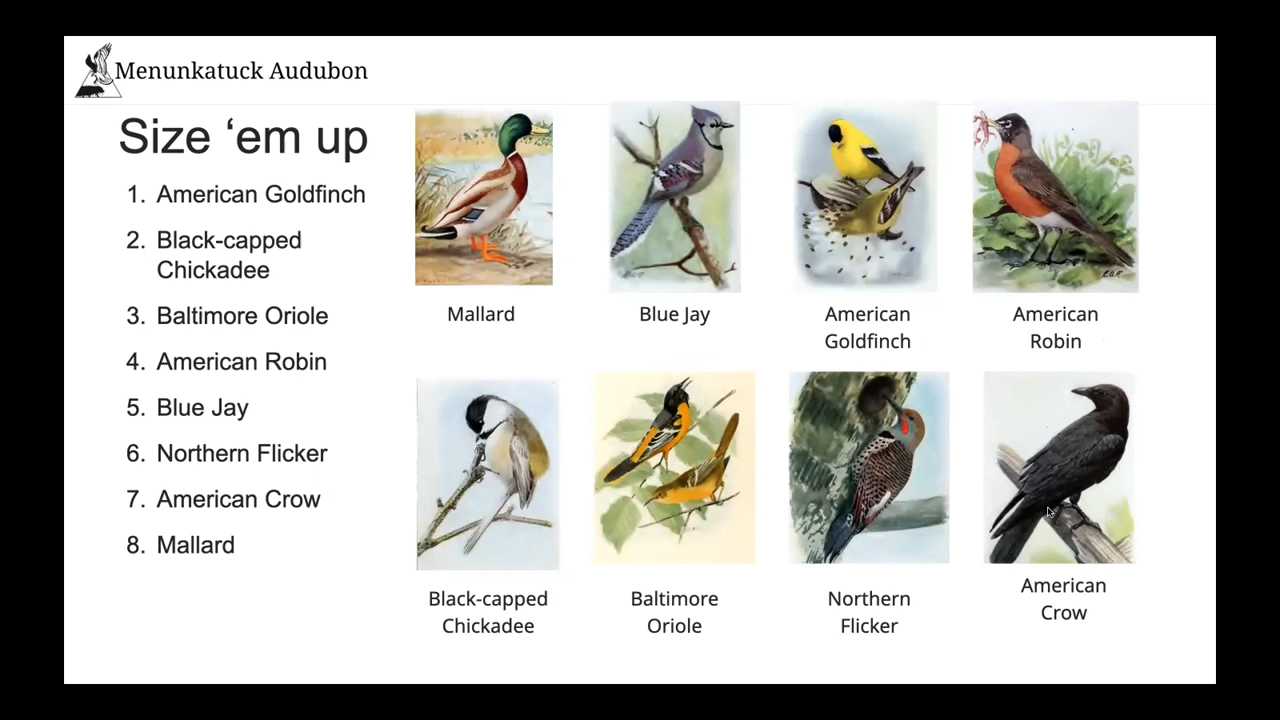 Menunkatuck Audubon
Size ‘em up
1. American Goldfinch
2. Black-capped
Chickadee
3. Baltimore Oriole
4. American Robin
5. Blue Jay
6. Northern Flicker
7. American Crow
8. Mallard
Mallard
Blue Jay
American
Goldfinch
American
Robin
Black-capped
Chickadee
Baltimore
Oriole
Northern
Flicker
American
Crow